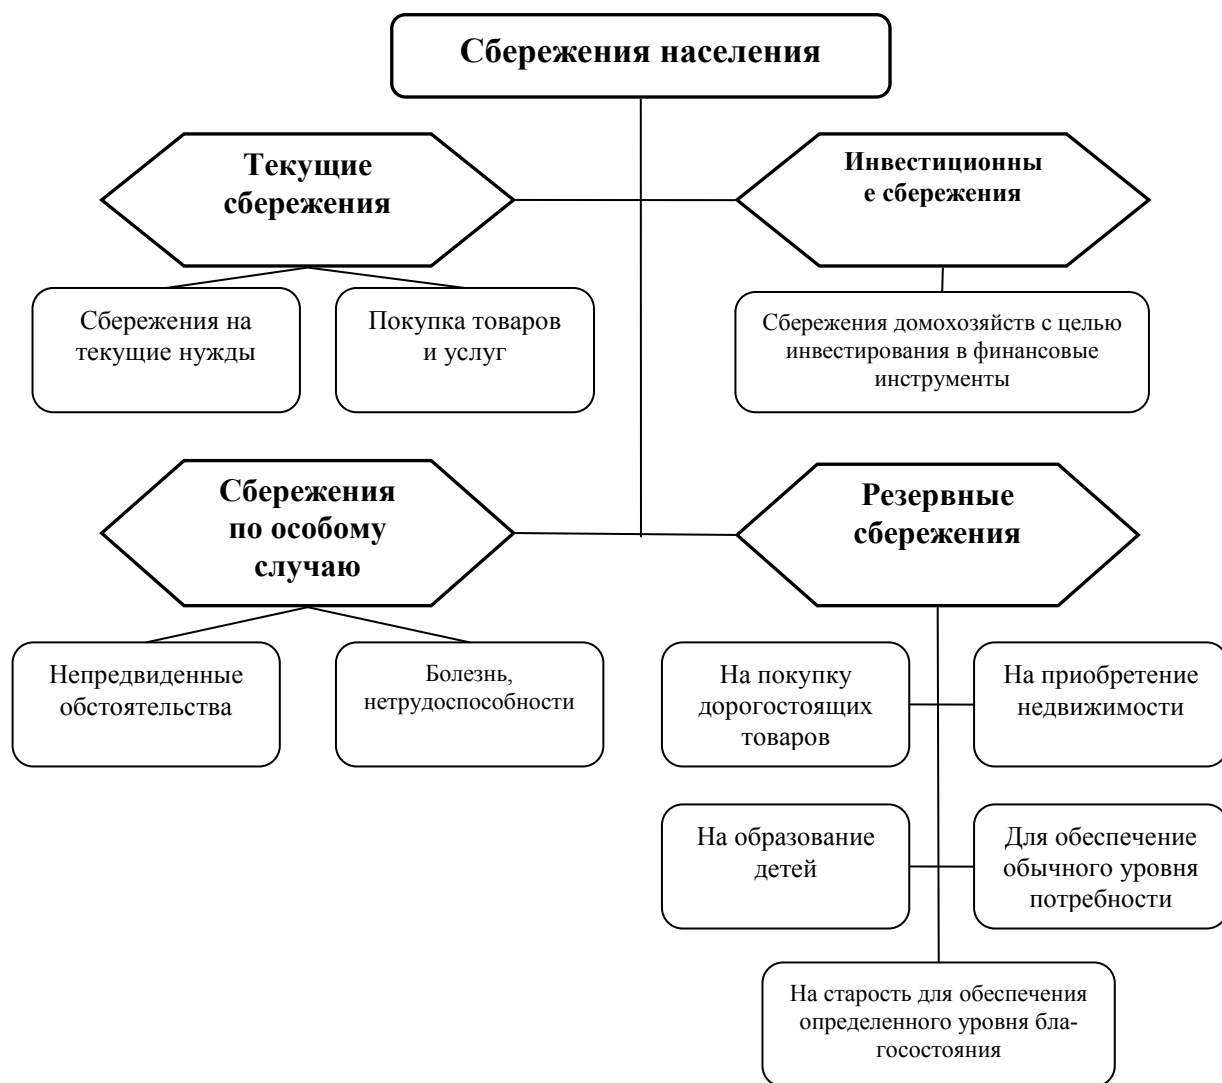 Сбережения населения
Текущие
сбережения
Инвестиционны
е сбережения
Сбережения на
текущие нужды
Покупка товаров
и услуг
Сбережения домохозяйств с целью
инвестирования в финансовые
инструменты
Сбережения
по особому
случаю
Резервные
сбережения
Непредвиденные
обстоятельства
Болезнь,
нетрудоспособности
На покупку
дорогостоящих
товаров
На приобретение
недвижимости
На образование
детей
Для обеспечение
обычного уровня
потребности
На старость для обеспечения
определенного уровня бла-
госостояния